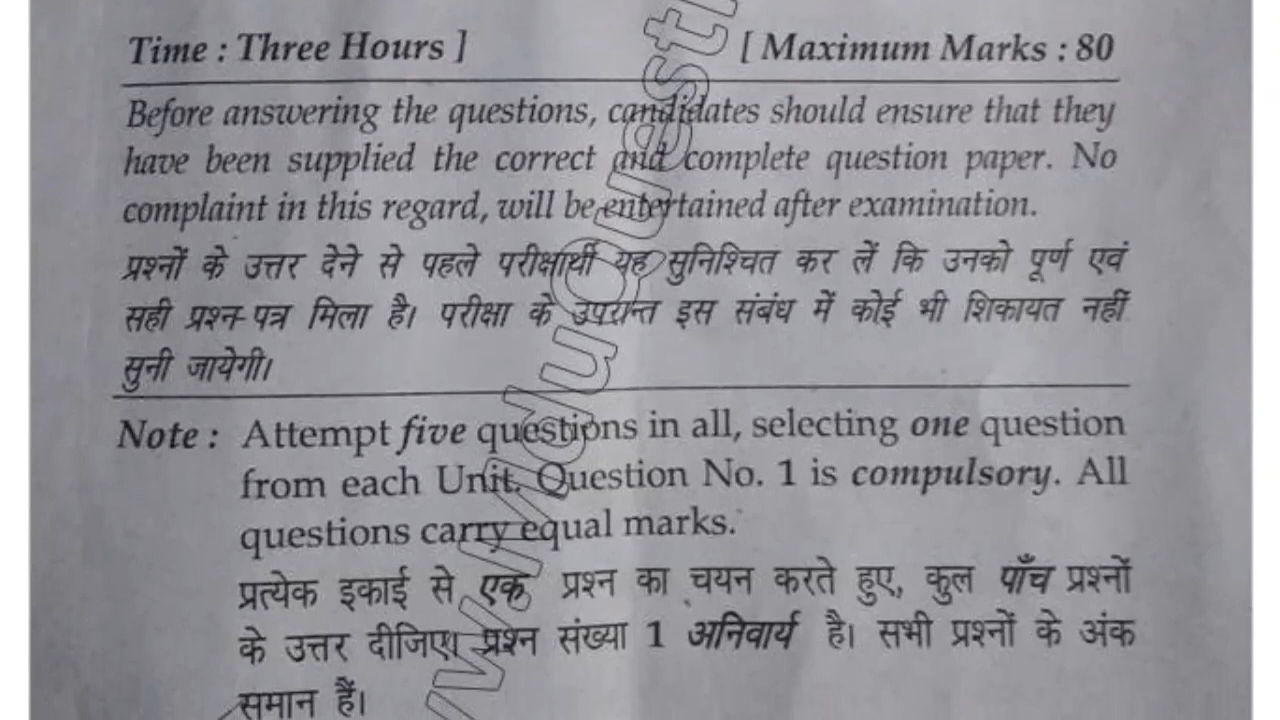 Time : Three Hours ] [ Maximum Marks : 80
Before answering the questions, candidates should ensure that they
have been supplied the correct and complete question paper. No
complaint in this regard, will be entertained after examination.
प्रश्नों के उत्तर देने से पहले परीक्षार्थी यह सुनिश्चित कर लें कि उनको पूर्ण एवं
सही प्रश्न-पत्र मिला है। परीक्षा के उपरान्त इस संबंध में कोई भी शिकायत नहीं
सुनी जायेगी।
Note : Attempt five questions in all, selecting one question
from each Unit. Question No. 1 is compulsory. All
questions carry equal marks.
प्रत्येक इकाई से एक प्रश्न का चयन करते हुए, कुल पाँच प्रश्नों
के उत्तर दीजिए। प्रश्न संख्या 1 अनिवार्य है। सभी प्रश्नों के अंक
समान हैं।